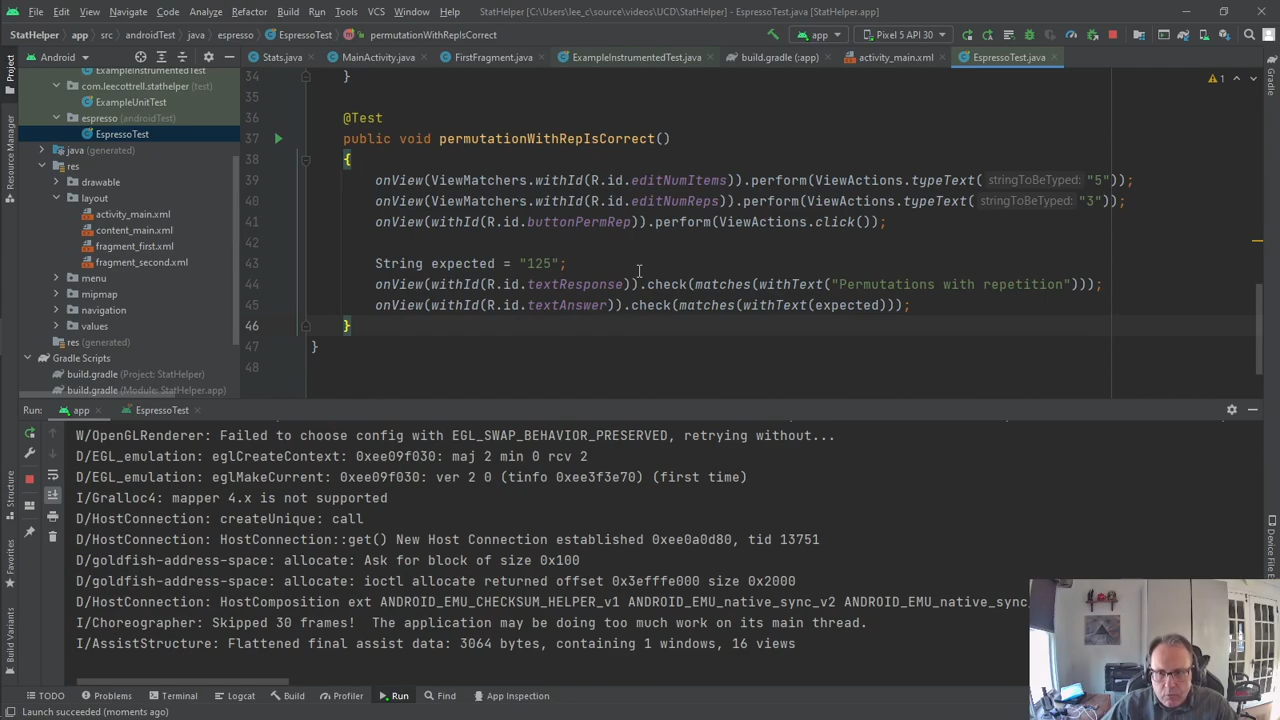 File Edit View Navigate Code Analyze Refactor Build Run Tools VCS Window Help StatHelper [C:\Users\lee_c\source\videos\UCD\StatHelper] - EspressoTest.java [StatHelper.app]
StatHelper app src androidTest java espresso EspressoTest permutationWithRepIsCorrect app Pixel 5 API 30
Android Stats.java MainActivity.java FirstFragment.java ExampleInstrumentedTest.java build.gradle (:app) activity_main.xml EspressoTest.java
ExampleInstrumentedTest
com.leecottrell.stathelper (test)
ExampleUnitTest
espresso (androidTest)
EspressoTest
java (generated)
res
drawable
layout
activity_main.xml
content_main.xml
fragment_first.xml
fragment_second.xml
menu
mipmap
navigation
values
res (generated)
Gradle Scripts
build.gradle (Project: StatHelper)
build.gradle (Module: StatHelper.app)
34 }
35
36 @Test
37 public void permutationWithRepIsCorrect()
38 {
39 onView(ViewMatchers.withId(R.id.editNumItems)).perform(ViewActions.typeText( stringToBeTyped: "5"));
40 onView(ViewMatchers.withId(R.id.editNumReps)).perform(ViewActions.typeText( stringToBeTyped: "3"));
41 onView(withId(R.id.buttonPermRep)).perform(ViewActions.click());
42
43 String expected = "125";
44 onView(withId(R.id.textResponse)).check(matches(withText("Permutations with repetition")));
45 onView(withId(R.id.textAnswer)).check(matches(withText(expected)));
46 }
47 }
48
1
Project
Resource Manager
Structure
Favorites
Build Variants
Gradle
Device File E
Run: app EspressoTest
W/OpenGLRenderer: Failed to choose config with EGL_SWAP_BEHAVIOR_PRESERVED, retrying without...
D/EGL_emulation: eglCreateContext: 0xee09f030: maj 2 min 0 rcv 2
D/EGL_emulation: eglMakeCurrent: 0xee09f030: ver 2 0 (tinfo 0xee3f3e70) (first time)
I/Gralloc4: mapper 4.x is not supported
D/HostConnection: createUnique: call
D/HostConnection: HostConnection::get() New Host Connection established 0xee0a0d80, tid 13751
D/goldfish-address-space: allocate: Ask for block of size 0x100
D/goldfish-address-space: allocate: ioctl allocate returned offset 0x3efffe000 size 0x2000
D/HostConnection: HostComposition ext ANDROID_EMU_CHECKSUM_HELPER_v1 ANDROID_EMU_native_sync_v2 ANDROID_EMU_native_sync
I/Choreographer: Skipped 30 frames! The application may be doing too much work on its main thread.
I/AssistStructure: Flattened final assist data: 3064 bytes, containing 1 windows, 16 views
TODO Problems Terminal Logcat Build Profiler Run Find App Inspection
Launch succeeded (moments ago)